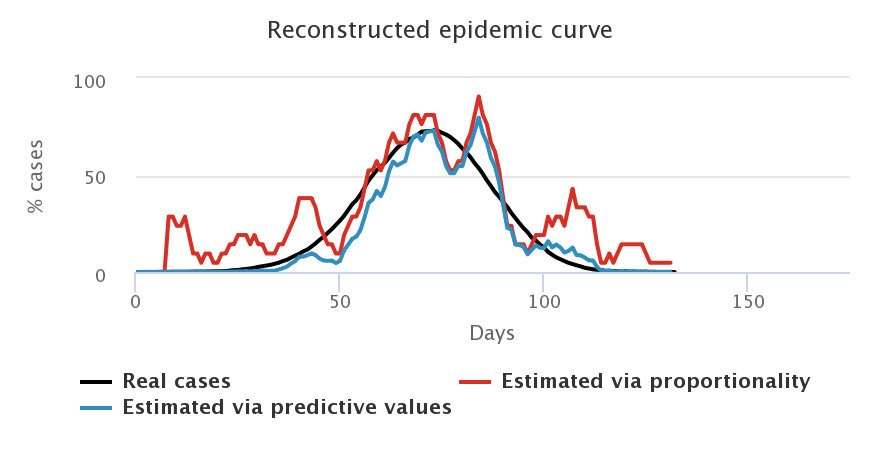 Reconstructed epidemic curve
100
50
0
% cases
0 50 100 150
Days
Real cases Estimated via proportionality
Estimated via predictive values